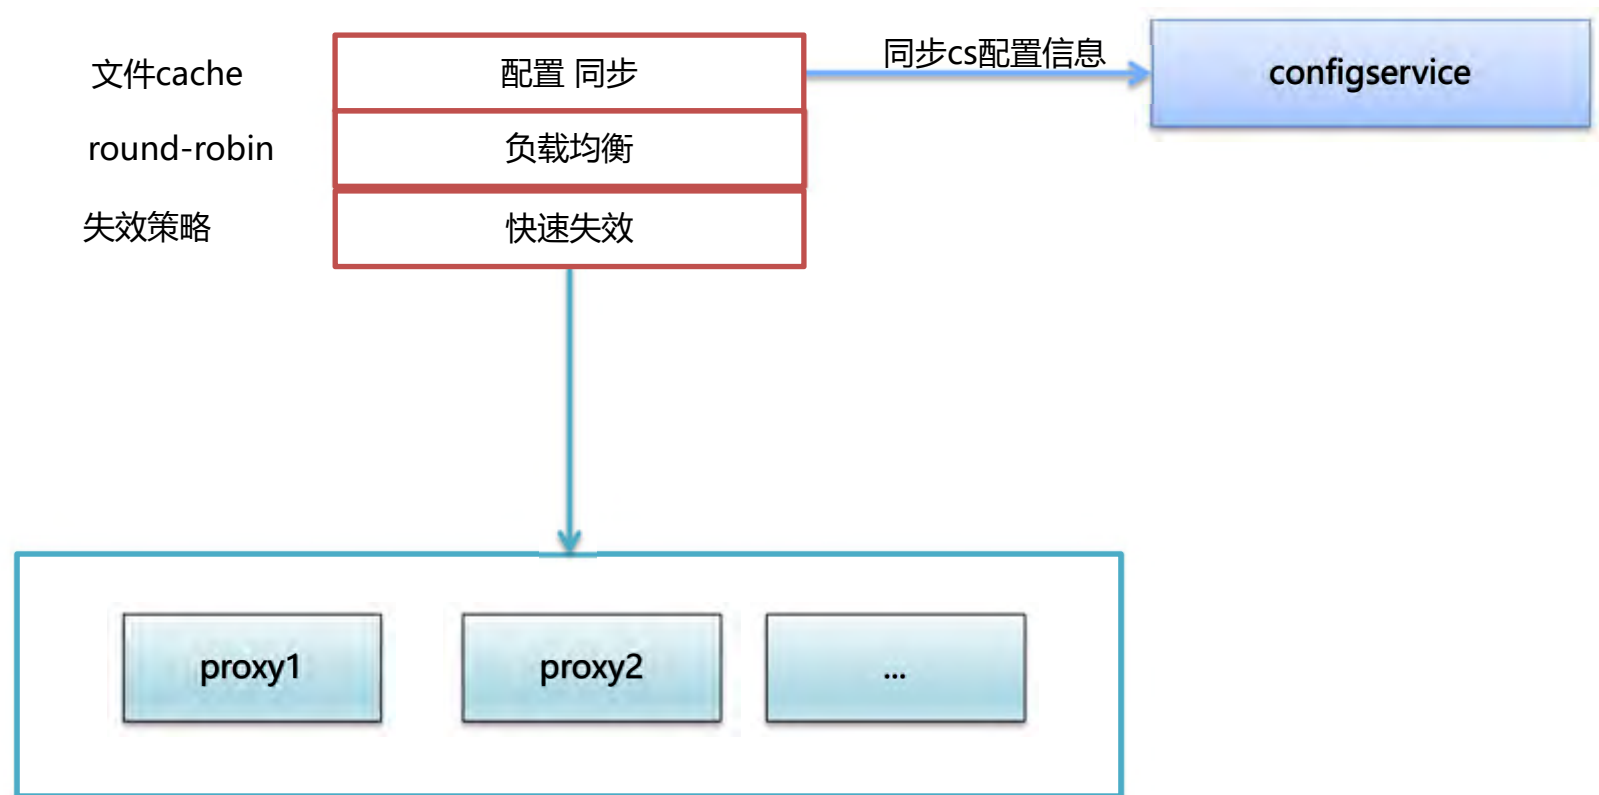 文件cache
配置 同步
同步cs配置信息
configservice
round-robin
负载均衡
失效策略
快速失效
proxy1
proxy2
...